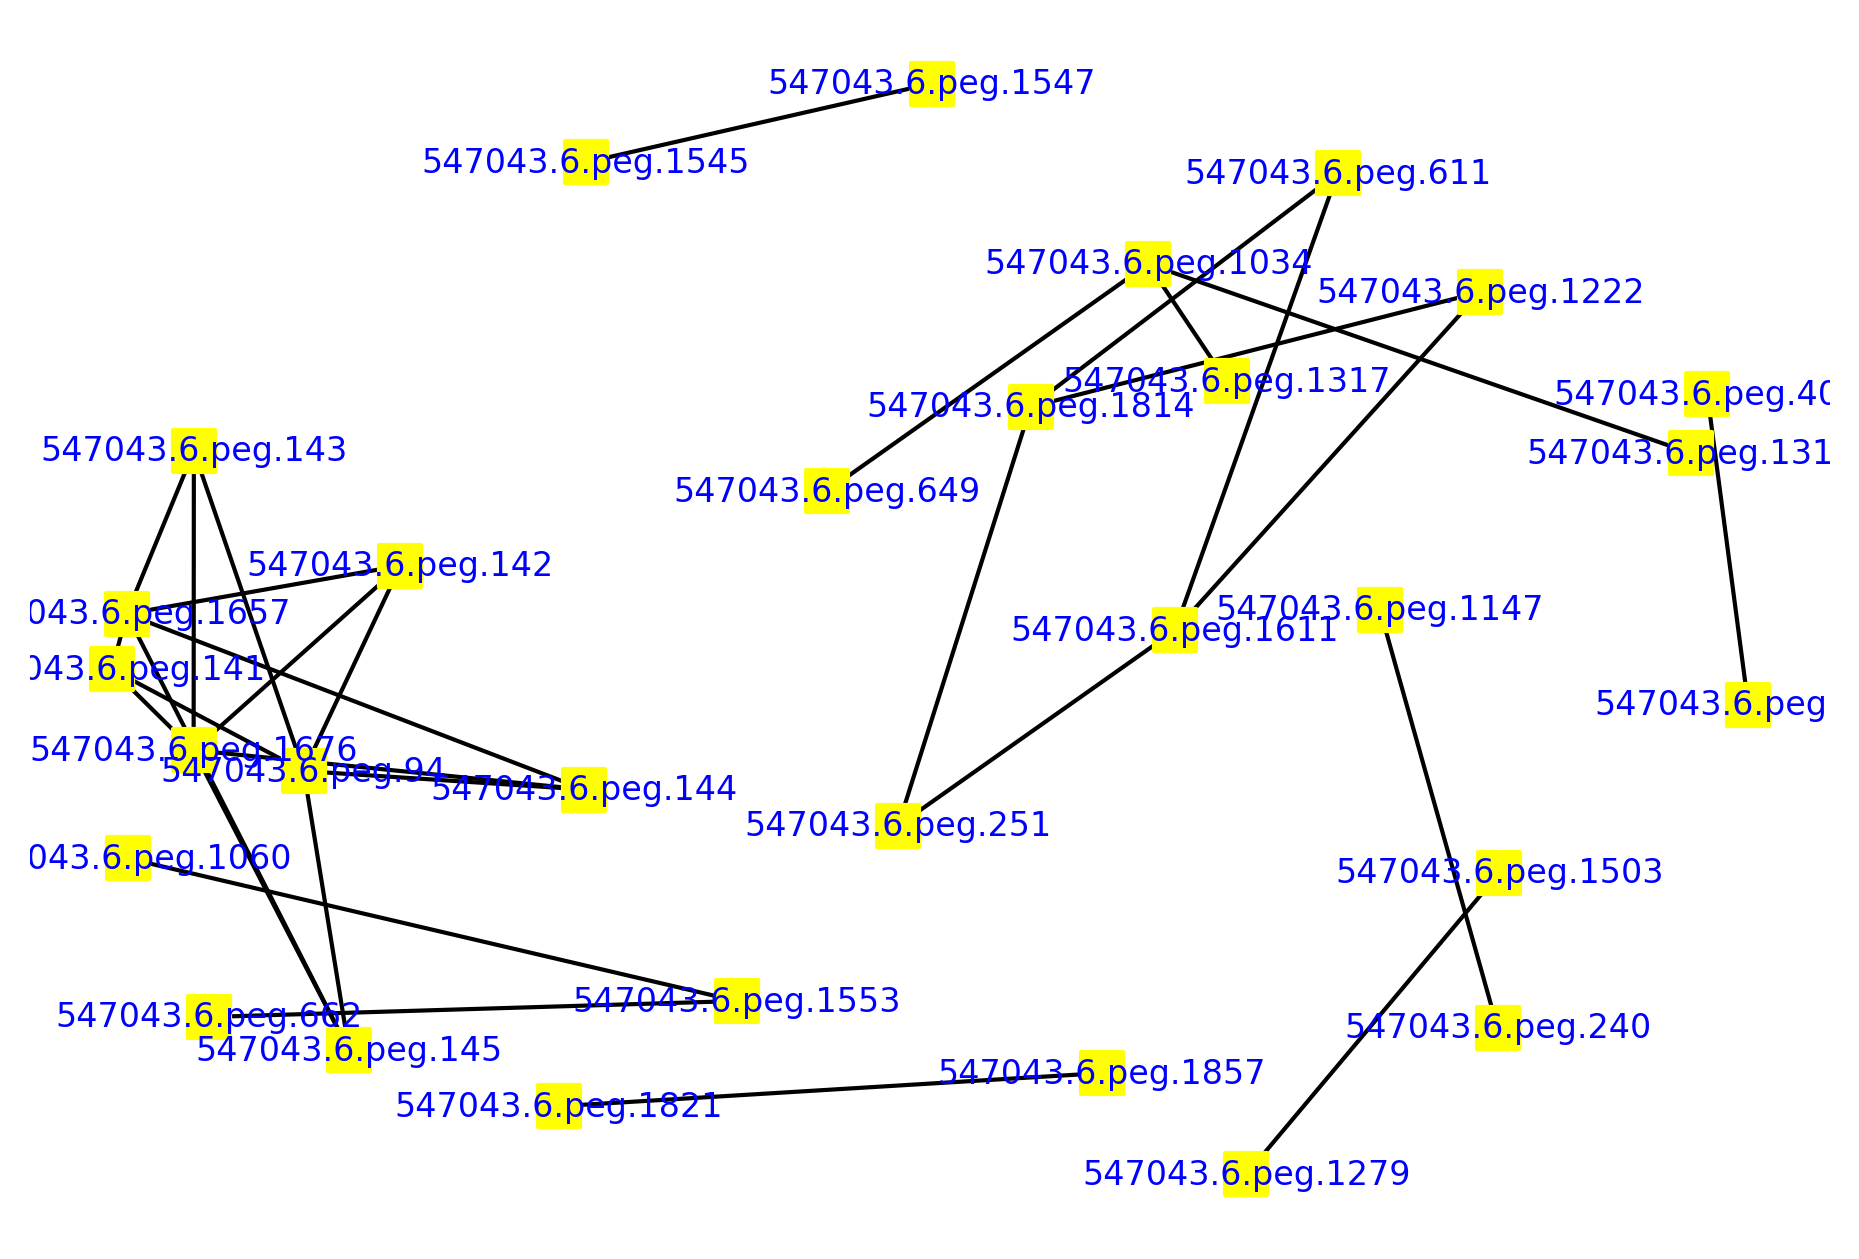 547043.6.peg.1547
547043.6.peg.1545
547043.6.peg.611
547043.6.peg.1034
547043.6.peg.1222
547043.6.peg.1317
547043.6.peg.40
547043.6.peg.1814
547043.6.peg.143
547043.6.peg.131
547043.6.peg.649
547043.6.peg.142
547043.6.peg.1147
043.6.peg.1657
547043.6.peg.1611
043.6.peg.141
547043.6.peg
547043.6.peg.1676
547043.6.peg.94
547043.6.peg.144
547043.6.peg.251
043.6.peg.1060
547043.6.peg.1503
547043.6.peg.1553
547043.6.peg.662
547043.6.peg.240
547043.6.peg.145
547043.6.peg.1857
547043.6.peg.1821
547043.6.peg.1279